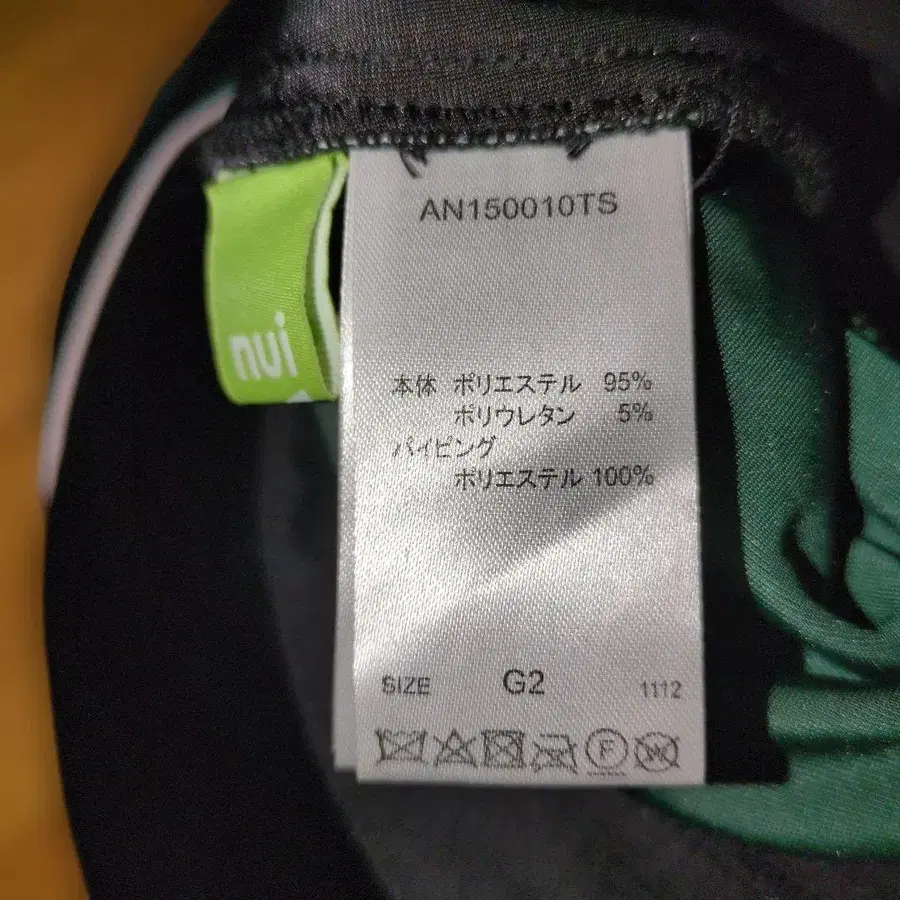 AN150010TS
nui
本体 ポリエステル 95%
ポリウレタン 5%
パイピング
ポリエステル 100%
SIZE G2 1112
F W